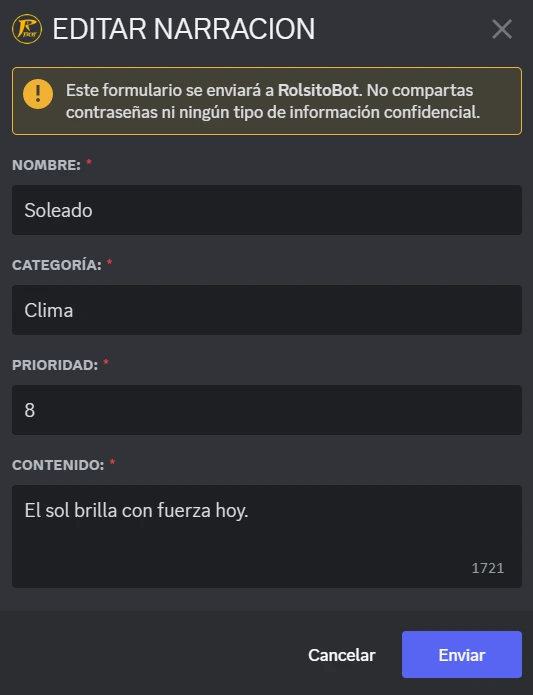 EDITAR NARRACION
Este formulario se enviará a RolsitoBot. No compartas
contraseñas ni ningún tipo de información confidencial.
NOMBRE: *
Soleado
CATEGORÍA: *
Clima
PRIORIDAD: *
8
CONTENIDO: *
El sol brilla con fuerza hoy.
1721
Cancelar
Enviar